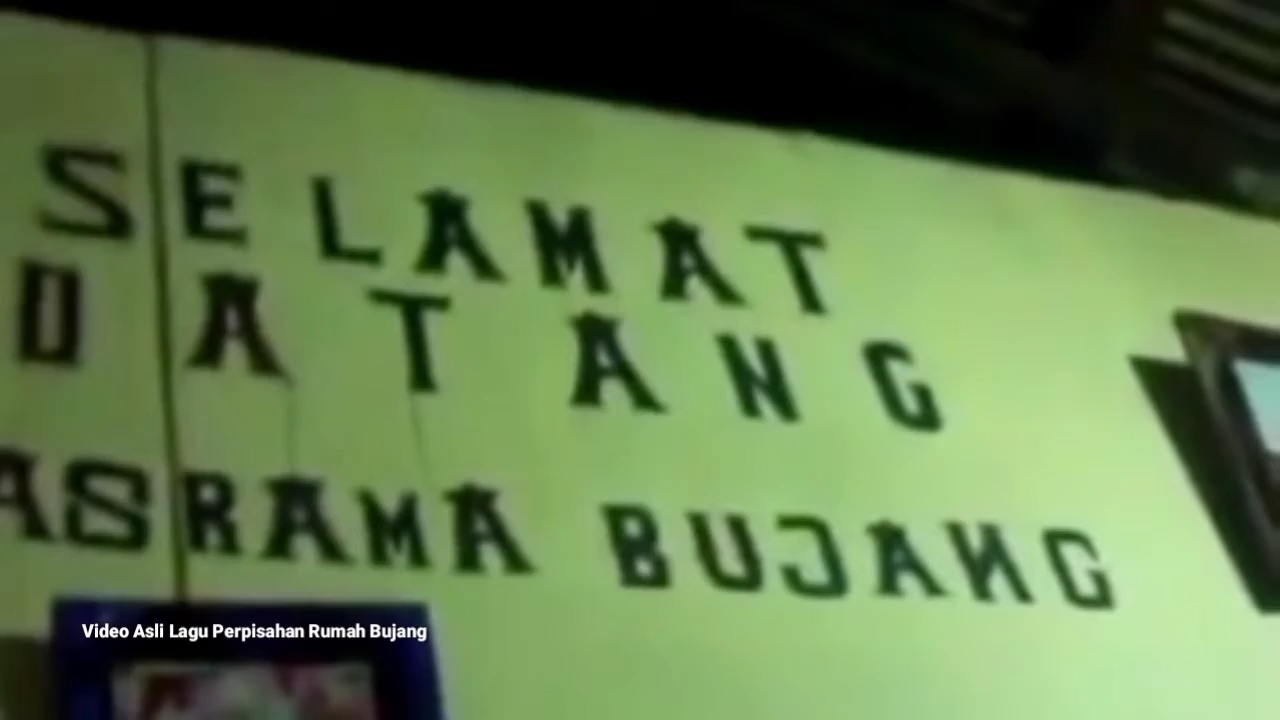 SELAMAT
DATANG
ASRAMA BUJANG
Video Asli Lagu Perpisahan Rumah Bujang